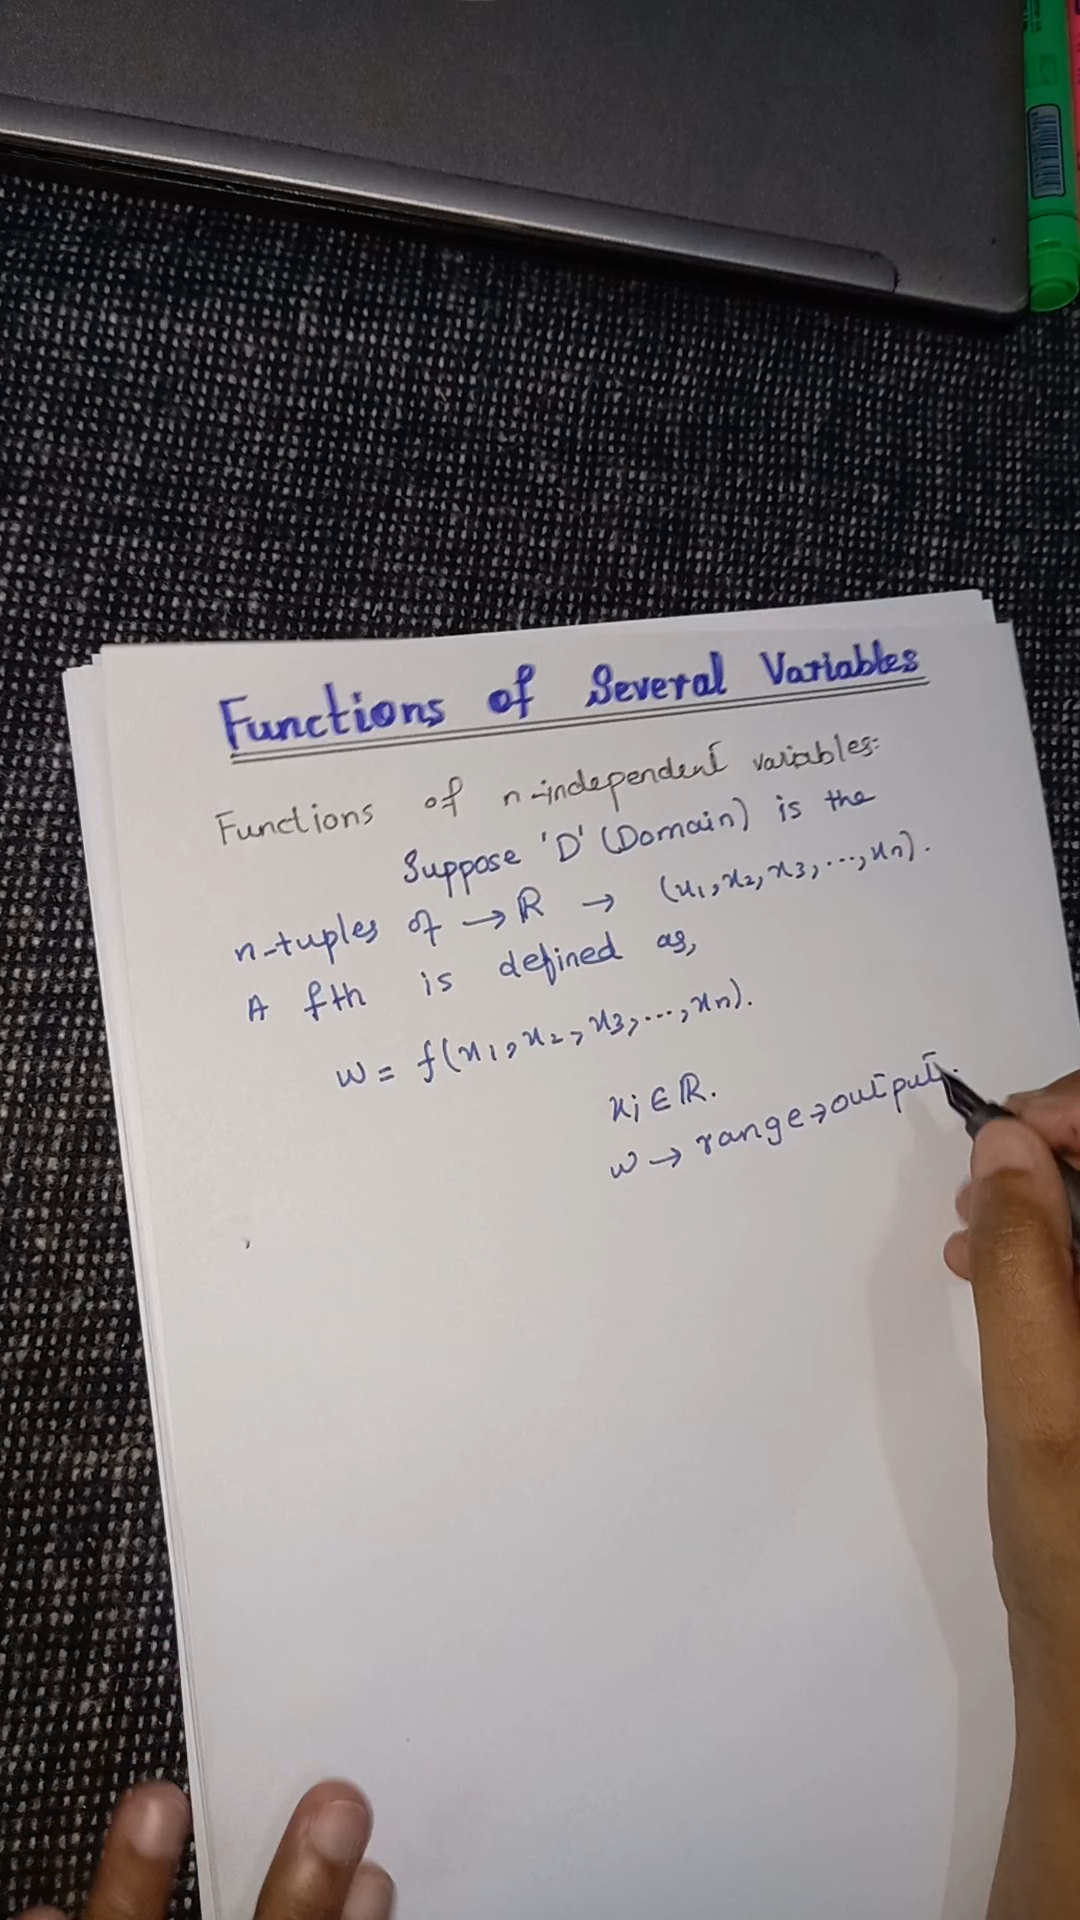 Functions of Several Variables
Functions of n-independent variables:
Suppose 'D' (Domain) is the
n-tuples of → ℝ → (x₁, x₂, x₃, ..., xₙ).
A fth is defined as,
w = f(x₁, x₂, x₃, ..., xₙ).
xᵢ ∈ ℝ.
w → range → output.